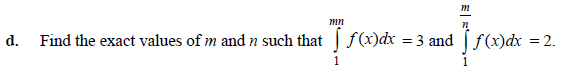 d. Find the exact values of m and n such that ∫₁^{mn} f(x)dx = 3 and ∫₁^{m/n} f(x)dx = 2.